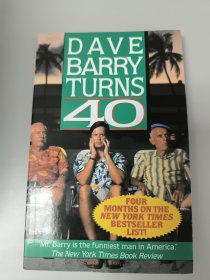 DAVE
BARRY
TURNS
40
FOUR
MONTHS ON THE
NEW YORK TIMES
BESTSELLER
LIST!
"Mr. Barry is the funniest man in America."
The New York Times Book Review